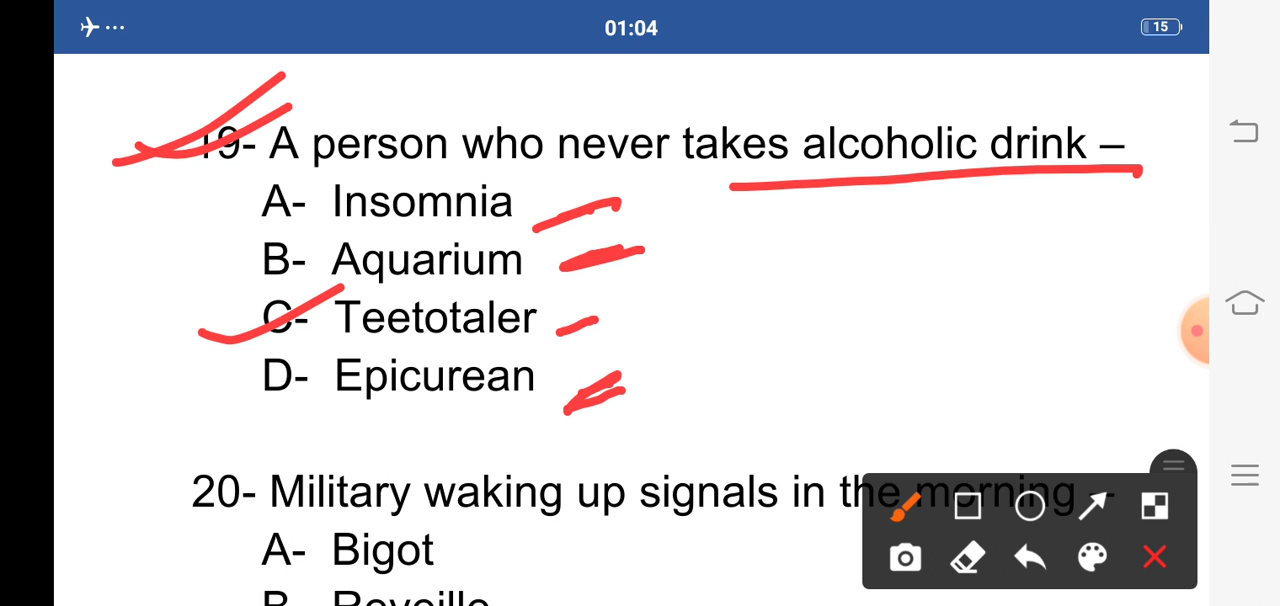 01:04
15
19- A person who never takes alcoholic drink –
A- Insomnia
B- Aquarium
C- Teetotaler
D- Epicurean
20- Military waking up signals in the morning –
A- Bigot
B- Reveille